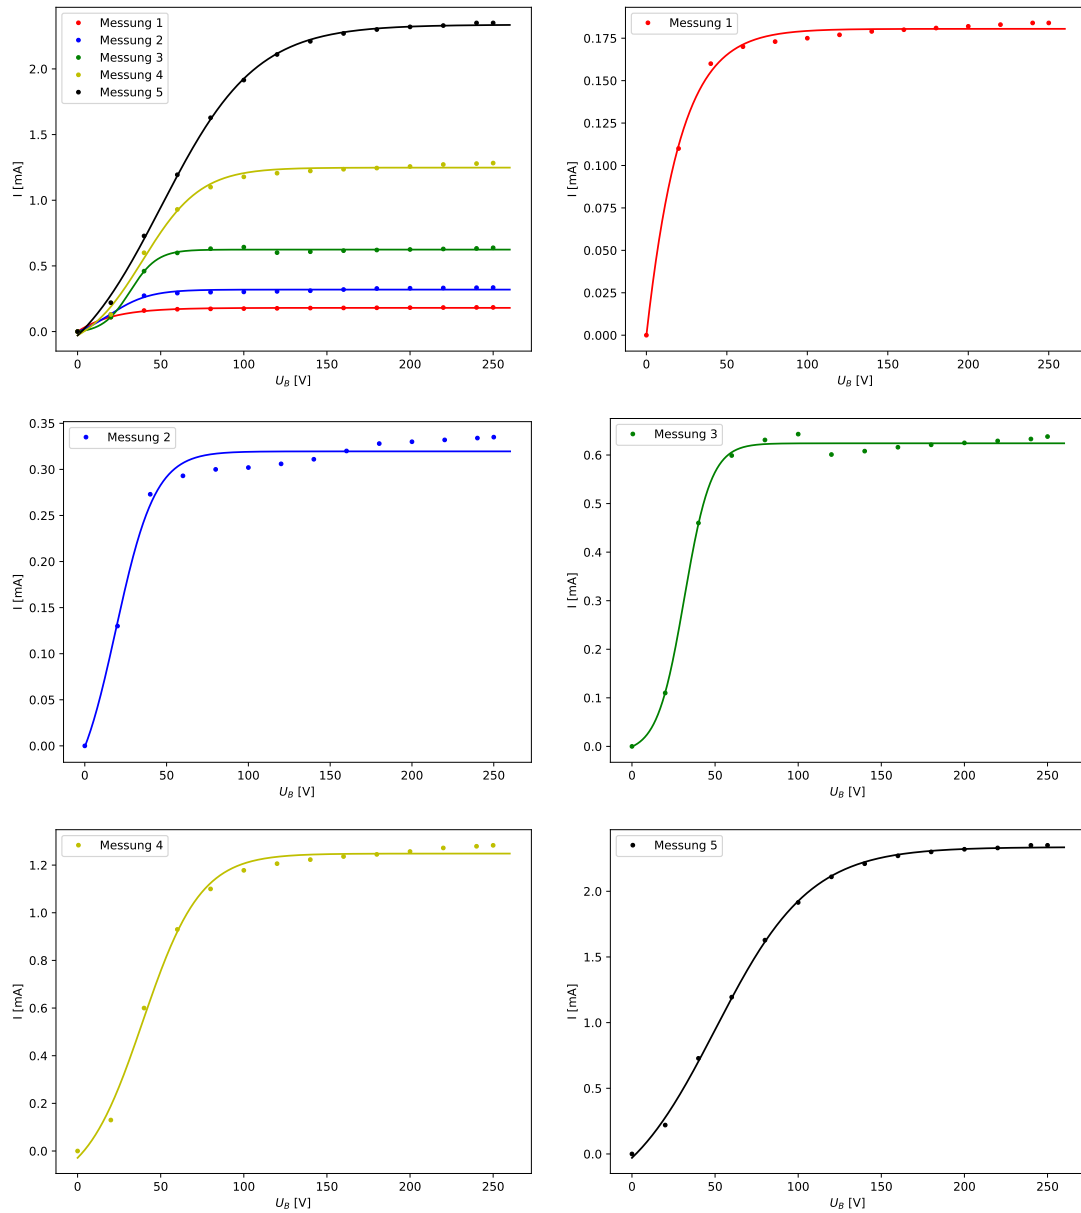 Messung 1
Messung 2
Messung 3
Messung 4
Messung 5
2.0
1.5
1.0
0.5
0.0
I [mA]
0 50 100 150 200 250
U_B [V]
Messung 1
0.175
0.150
0.125
0.100
0.075
0.050
0.025
0.000
I [mA]
0 50 100 150 200 250
U_B [V]
Messung 2
0.35
0.30
0.25
0.20
0.15
0.10
0.05
0.00
I [mA]
0 50 100 150 200 250
U_B [V]
Messung 3
0.6
0.5
0.4
0.3
0.2
0.1
0.0
I [mA]
0 50 100 150 200 250
U_B [V]
Messung 4
1.2
1.0
0.8
0.6
0.4
0.2
0.0
I [mA]
0 50 100 150 200 250
U_B [V]
Messung 5
2.0
1.5
1.0
0.5
0.0
I [mA]
0 50 100 150 200 250
U_B [V]